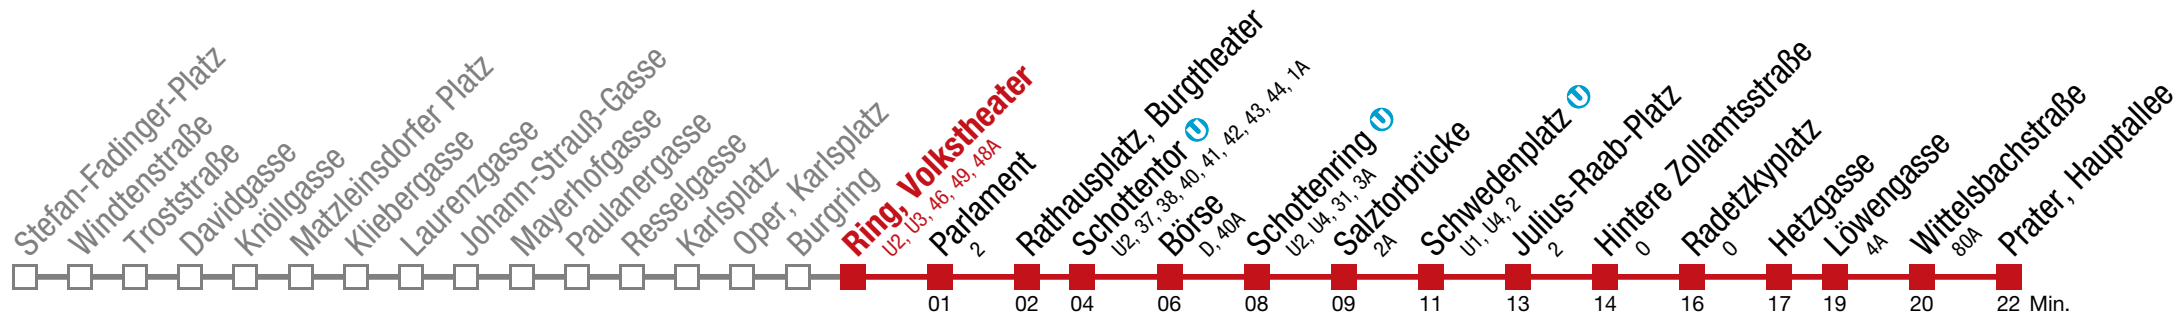 Stefan-Fadinger-Platz
Windtenstraße
Troststraße
Davidgasse
Knöllgasse
Matzleinsdorfer Platz
Kliebergasse
Laurenzgasse
Johann-Strauß-Gasse
Mayerhofgasse
Paulanergasse
Resselgasse
Karlsplatz
Oper, Karlsplatz
Burgring
Ring, Volkstheater
U2, U3, 46, 49, 48A
Parlament
2
Rathausplatz, Burgtheater
Schottentor U
U2, 37, 38, 40, 41, 42, 43, 44, 1A
Börse
D, 40A
Schottenring U
U2, U4, 31, 3A
Salztorbrücke
2A
Schwedenplatz U
U1, U4, 2
Julius-Raab-Platz
2
Hintere Zollamtsstraße
0
Radetzkyplatz
0
Hetzgasse
Löwengasse
4A
Wittelsbachstraße
80A
Prater, Hauptallee
01 02 04 06 08 09 11 13 14 16 17 19 20 22 Min.